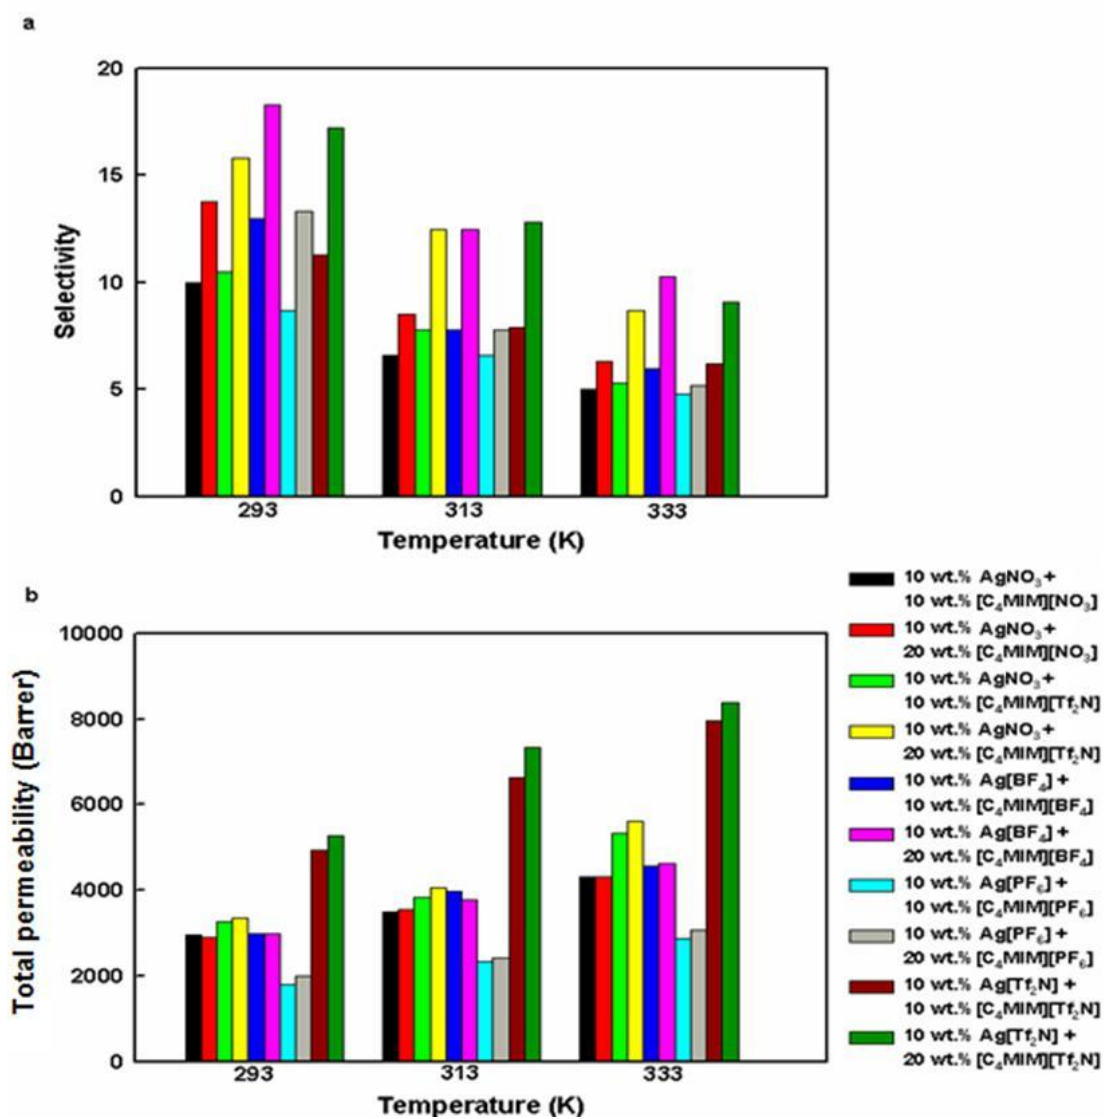 a
20
15
10
5
0
Selectivity
293 313 333
Temperature (K)
b
10000
8000
6000
4000
2000
0
Total permeability (Barrer)
293 313 333
Temperature (K)
10 wt.% AgNO₃ +
10 wt.% [C₄MIM][NO₃]
10 wt.% AgNO₃ +
20 wt.% [C₄MIM][NO₃]
10 wt.% AgNO₃ +
10 wt.% [C₄MIM][Tf₂N]
10 wt.% AgNO₃ +
20 wt.% [C₄MIM][Tf₂N]
10 wt.% Ag[BF₄] +
10 wt.% [C₄MIM][BF₄]
10 wt.% Ag[BF₄] +
20 wt.% [C₄MIM][BF₄]
10 wt.% Ag[PF₆] +
10 wt.% [C₄MIM][PF₆]
10 wt.% Ag[PF₆] +
20 wt.% [C₄MIM][PF₆]
10 wt.% Ag[Tf₂N] +
10 wt.% [C₄MIM][Tf₂N]
10 wt.% Ag[Tf₂N] +
20 wt.% [C₄MIM][Tf₂N]